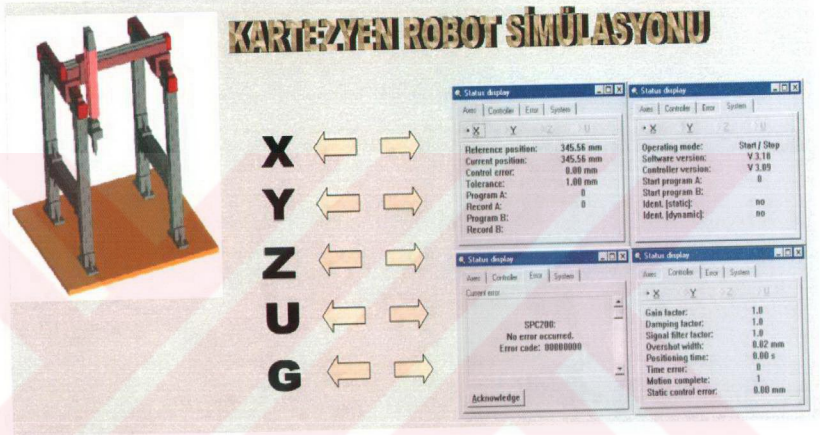 KARTEZYEN ROBOT SİMÜLASYONU
X
Y
Z
U
G
Status display
Axes Controller Error System
X Y Z U
Reference position: 345.56 mm
Current position: 345.56 mm
Control error: 0.00 mm
Tolerance: 1.00 mm
Program A: 0
Record A: 0
Program B:
Record B:
Status display
Axes Controller Error System
X Y Z U
Operating mode: Start / Stop
Software version: V 3.10
Controller version: V 3.09
Start program A: 0
Start program B:
Ident. [static]: no
Ident. [dynamic]: no
Status display
Axes Controller Error System
Current error
SPC200:
No error occurred.
Error code: 00000000
Acknowledge
Status display
Axes Controller Error System
X Y Z U
Gain factor: 1.0
Damping factor: 1.0
Signal filter factor: 1.0
Overshot width: 0.02 mm
Positioning time: 0.00 s
Time error: 0
Motion complete: 1
Static control error: 0.00 mm